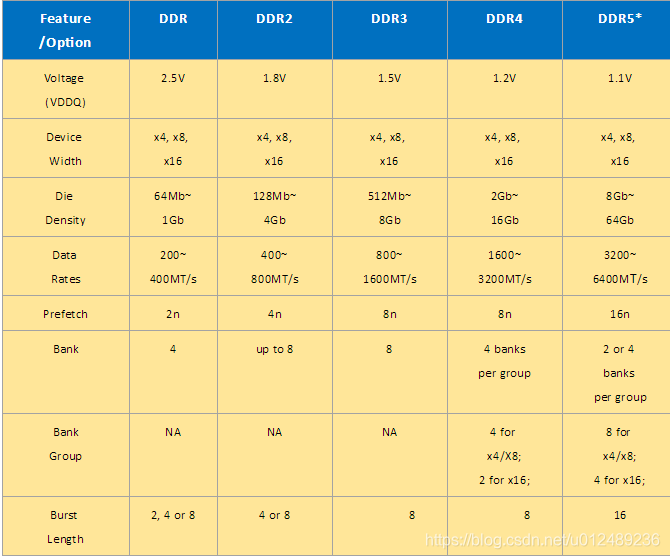 Feature /Option DDR DDR2 DDR3 DDR4 DDR5*
Voltage (VDDQ) 2.5V 1.8V 1.5V 1.2V 1.1V
Device Width x4, x8, x16 x4, x8, x16 x4, x8, x16 x4, x8, x16 x4, x8, x16
Die Density 64Mb~ 1Gb 128Mb~ 4Gb 512Mb~ 8Gb 2Gb~ 16Gb 8Gb~ 64Gb
Data Rates 200~ 400MT/s 400~ 800MT/s 800~ 1600MT/s 1600~ 3200MT/s 3200~ 6400MT/s
Prefetch 2n 4n 8n 8n 16n
Bank 4 up to 8 8 4 banks per group 2 or 4 banks per group
Bank Group NA NA NA 4 for x4/X8; 2 for x16; 8 for x4/x8; 4 for x16;
Burst Length 2, 4 or 8 4 or 8 8 8 16
https://blog.csdn.net/u012489236